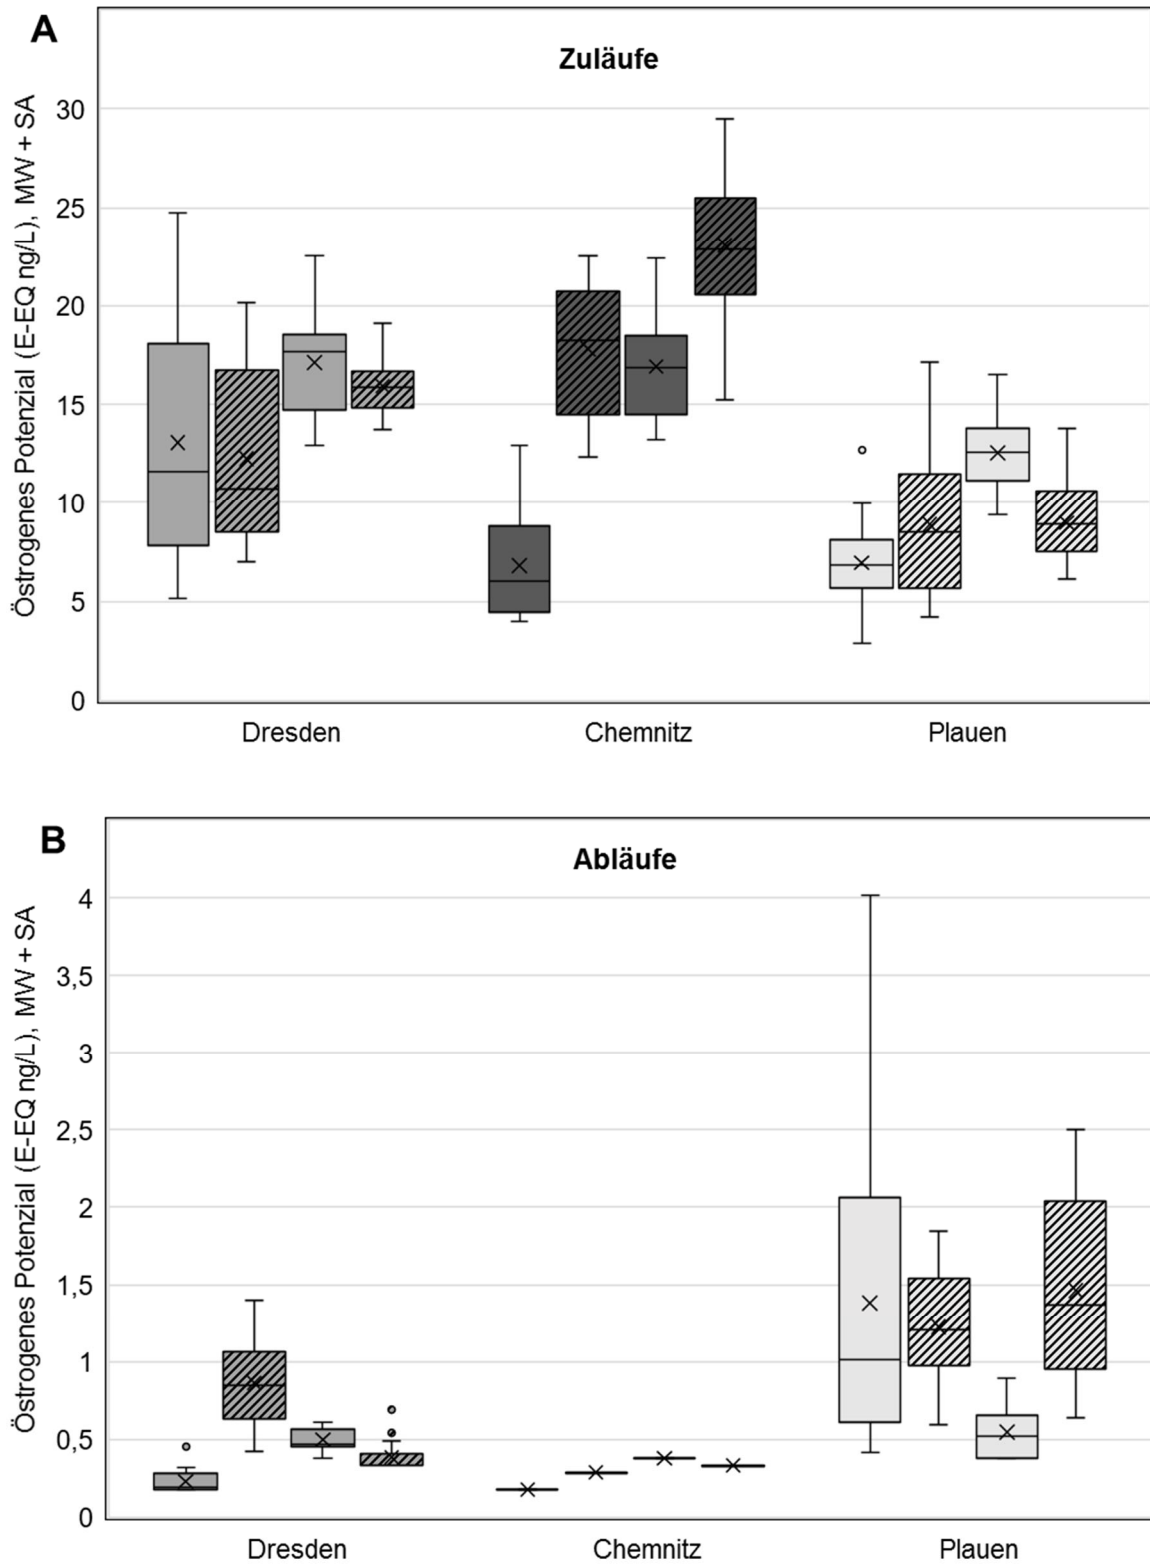 A
Zuläufe
Östrogenes Potenzial (E-EQ ng/L), MW + SA
30
25
20
15
10
5
0
Dresden Chemnitz Plauen
B
Abläufe
Östrogenes Potenzial (E-EQ ng/L), MW + SA
4
3,5
3
2,5
2
1,5
1
0,5
0
Dresden Chemnitz Plauen